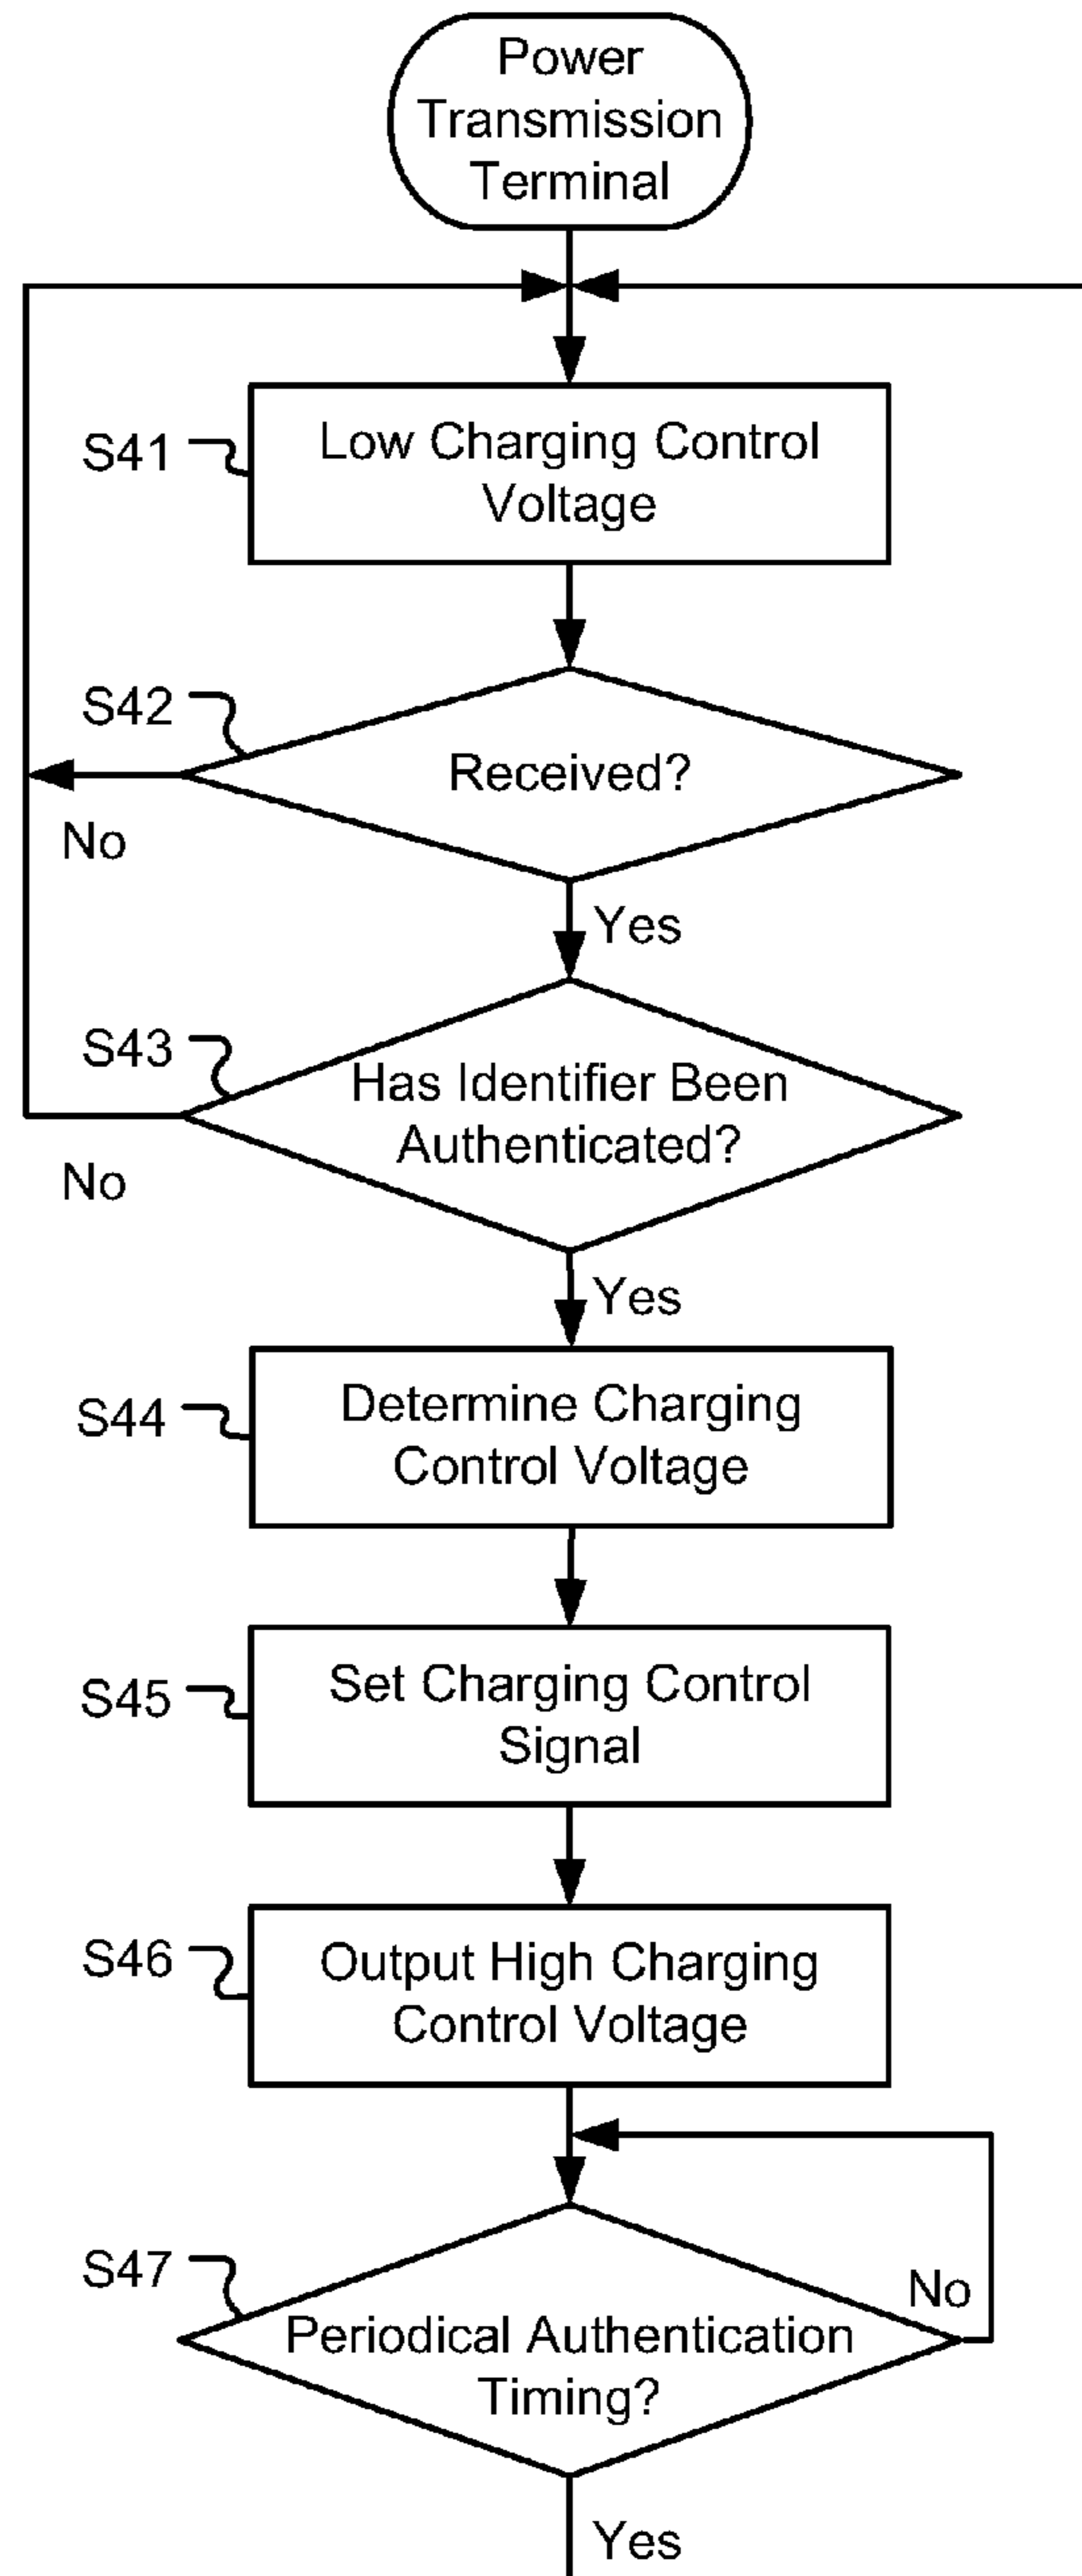 Power
Transmission
Terminal
S41
Low Charging Control
Voltage
S42
Received?
No
Yes
S43
Has Identifier Been
Authenticated?
No
Yes
S44
Determine Charging
Control Voltage
S45
Set Charging Control
Signal
S46
Output High Charging
Control Voltage
S47
No
Periodical Authentication
Timing?
Yes